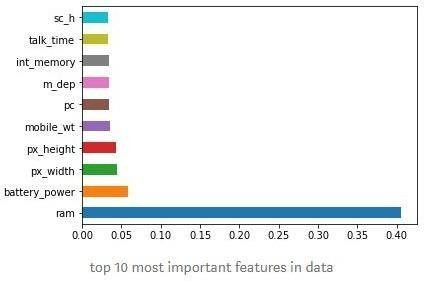 sc_h
talk_time
int_memory
m_dep
pc
mobile_wt
px_height
px_width
battery_power
ram
0.00 0.05 0.10 0.15 0.20 0.25 0.30 0.35 0.40
top 10 most important features in data